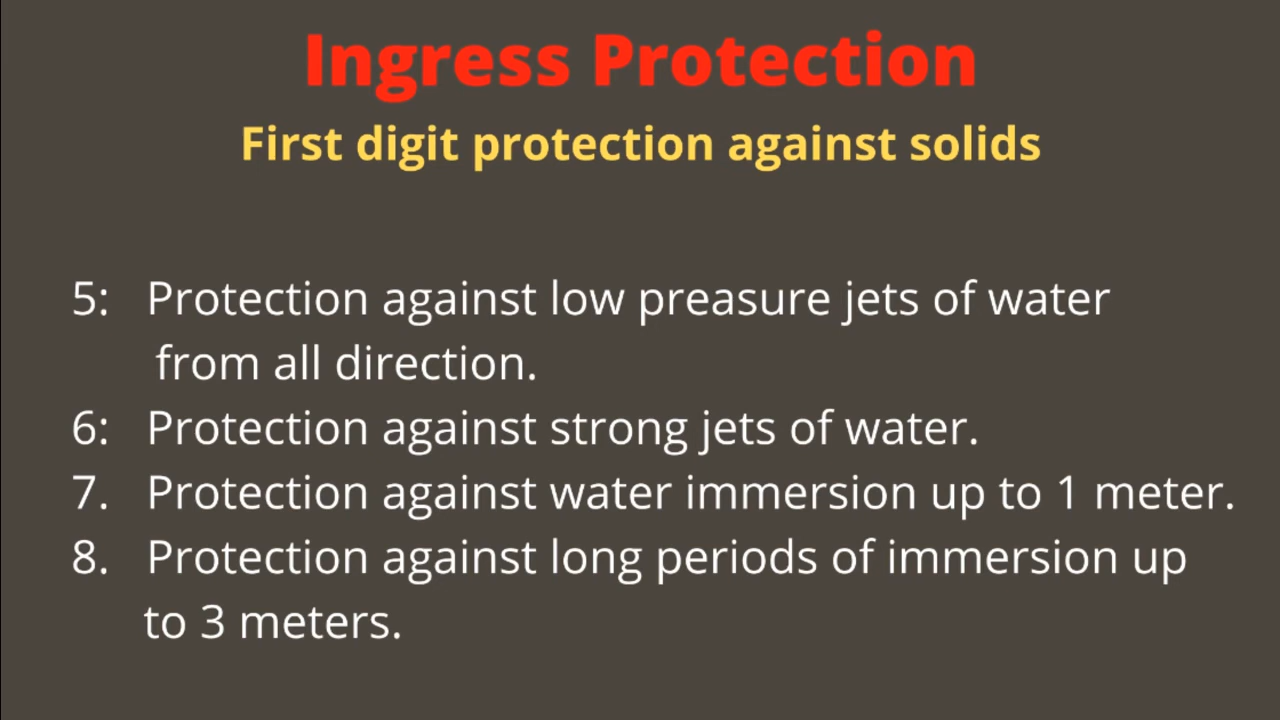 Ingress Protection
First digit protection against solids
5: Protection against low preasure jets of water
from all direction.
6: Protection against strong jets of water.
7. Protection against water immersion up to 1 meter.
8. Protection against long periods of immersion up
to 3 meters.